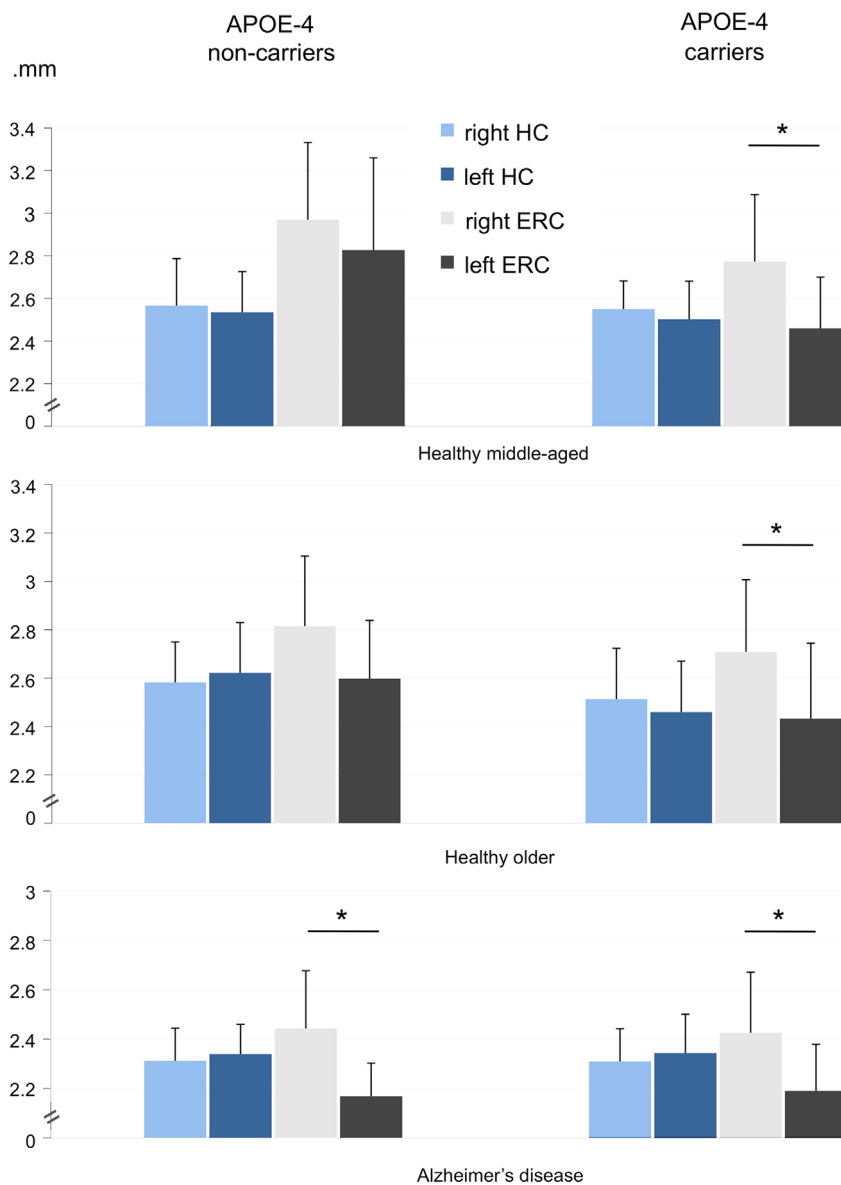 APOE-4
non-carriers
APOE-4
carriers
.mm
3.4
3.2
3
2.8
2.6
2.4
2.2
0
right HC
left HC
right ERC
left ERC
*
Healthy middle-aged
3.4
3.2
3
2.8
2.6
2.4
2.2
0
*
Healthy older
3
2.8
2.6
2.4
2.2
0
*
*
Alzheimer's disease